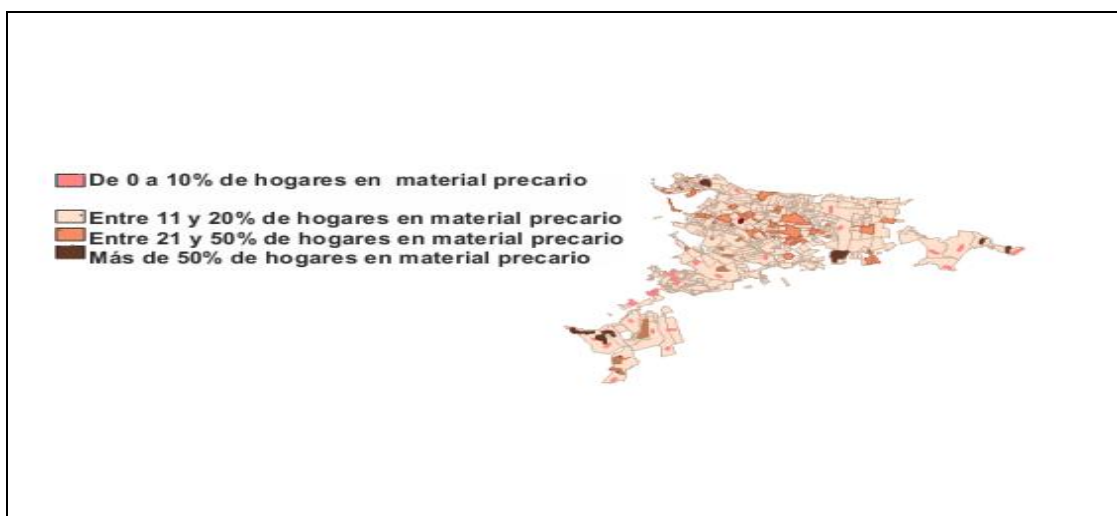 De 0 a 10% de hogares en material precario
Entre 11 y 20% de hogares en material precario
Entre 21 y 50% de hogares en material precario
Más de 50% de hogares en material precario